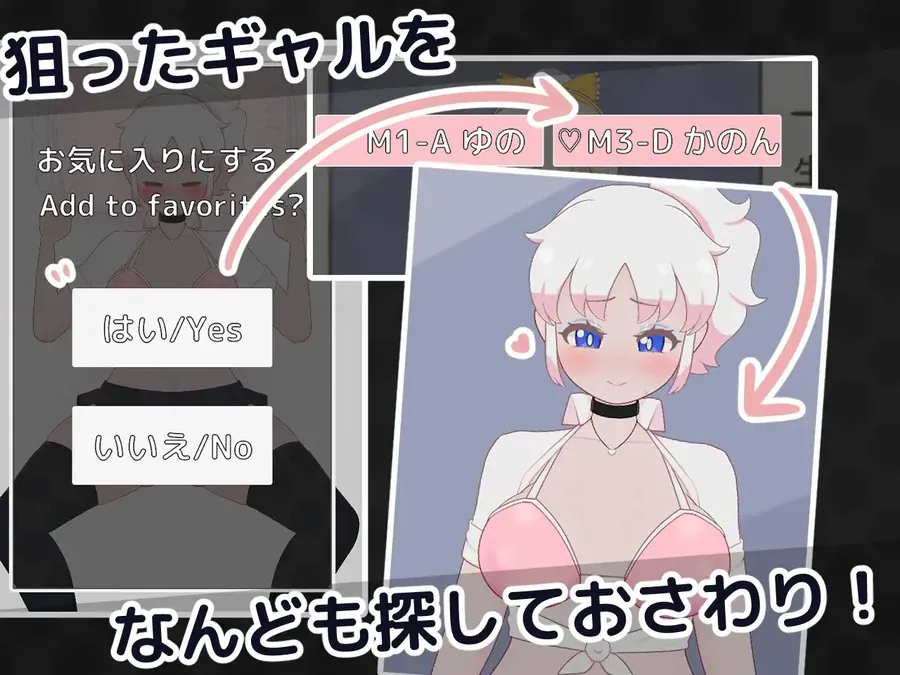 狙ったギャルを
お気に入りにする？
Add to favorites?
はい/Yes
いいえ/No
M1-A ゆの
♡M3-D かのん
なんども探しておさわり！